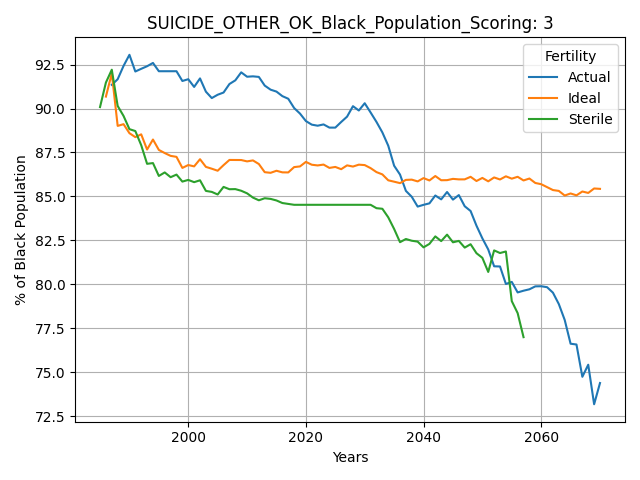 SUICIDE_OTHER_OK_Black_Population_Scoring: 3
Fertility
Actual
Ideal
Sterile
% of Black Population
92.5
90.0
87.5
85.0
82.5
80.0
77.5
75.0
72.5
2000 2020 2040 2060
Years